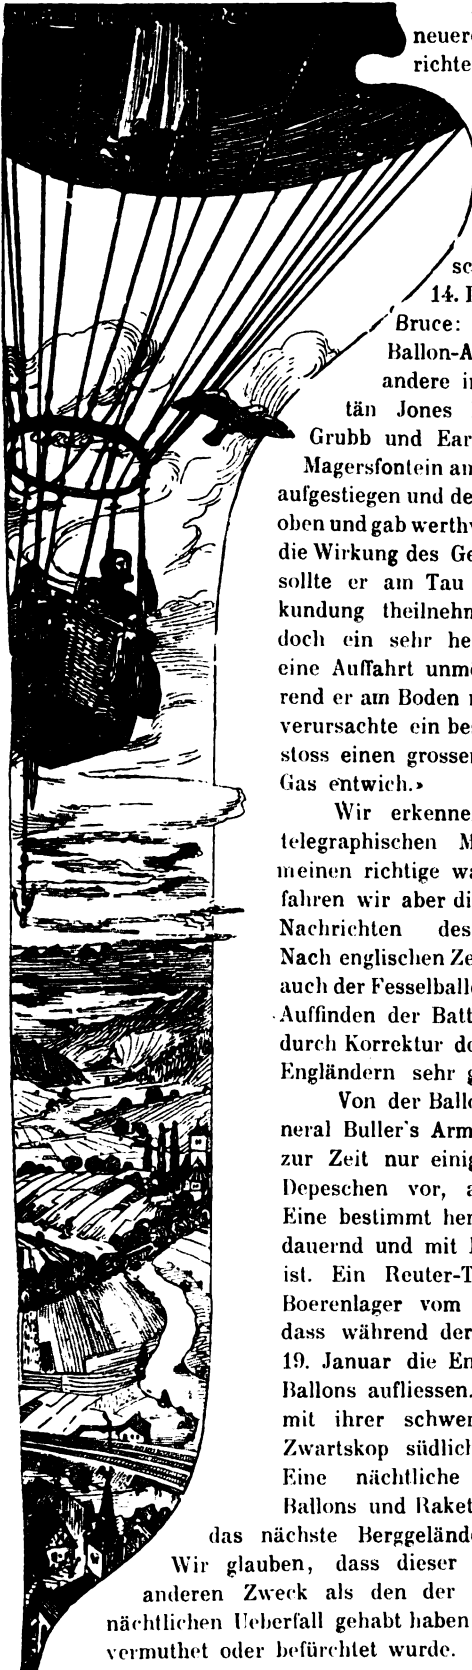 neuer
richte
sc
14. I
Bruce:
Ballon-A
andere i
tän Jones
Grubb und Ear
Magersfontein a
aufgestiegen und de
oben und gab werth
die Wirkung des Ge
sollte er am Tau
kundung theilnehm
doch ein sehr he
eine Auffahrt unm
rend er am Boden
verursachte ein be
stoss einen grosse
Gas entwich.»
Wir erkenne
telegraphischen M
meinen richtige wa
fahren wir aber di
Nachrichten des
Nach englischen Ze
auch der Fesselball
Auffinden der Batt
durch Korrektur d
Engländern sehr g
Von der Ball
neral Buller's Arm
zur Zeit nur einig
Depeschen vor, a
Eine bestimmt her
dauernd und mit
ist. Ein Reuter-T
Boerenlager vom
dass während der
19. Januar die En
Ballons aufliessen.
mit ihrer schwer
Zwartskop südlich
Eine nächtliche
Ballons und Raket
das nächste Berggelände
Wir glauben, dass dieser
anderen Zweck als den der
nächtlichen Ueberfall gehabt haben
vermuthet oder befürchtet wurde.